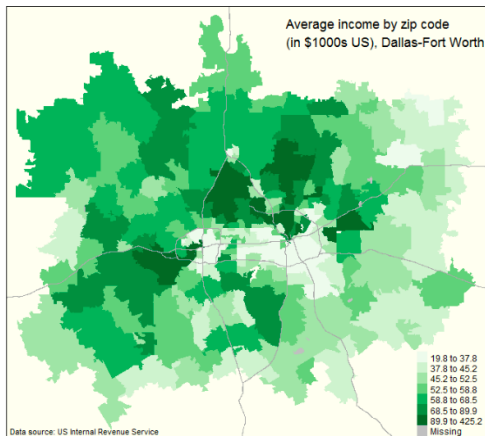 Average income by zip code
(in $1000s US), Dallas-Fort Worth
19.8 to 37.8
37.8 to 45.2
45.2 to 52.5
52.5 to 58.8
58.8 to 68.5
68.5 to 89.9
89.9 to 425.2
Missing
Data source: US Internal Revenue Service